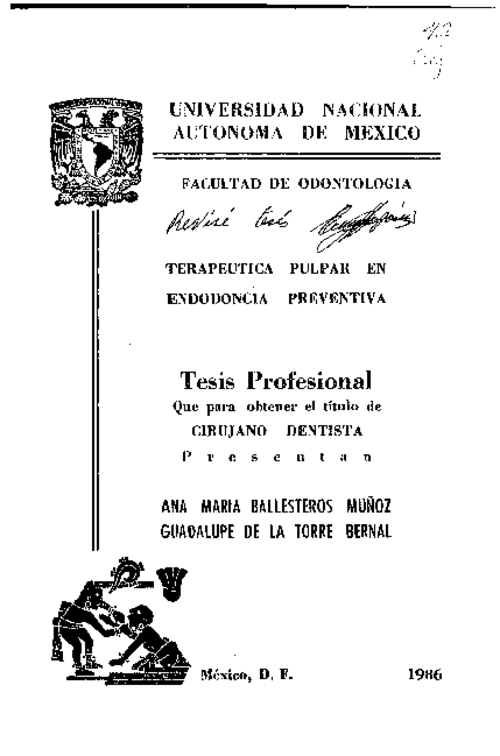 UNIVERSIDAD NACIONAL
AUTONOMA DE MEXICO
FACULTAD DE ODONTOLOGIA
Revisé tesis
TERAPEUTICA PULPAR EN
ENDODONCIA PREVENTIVA
Tesis Profesional
Que para obtener el título de
CIRUJANO DENTISTA
Presentan
ANA MARIA BALLESTEROS MUÑOZ
GUADALUPE DE LA TORRE BERNAL
México, D. F. 1986